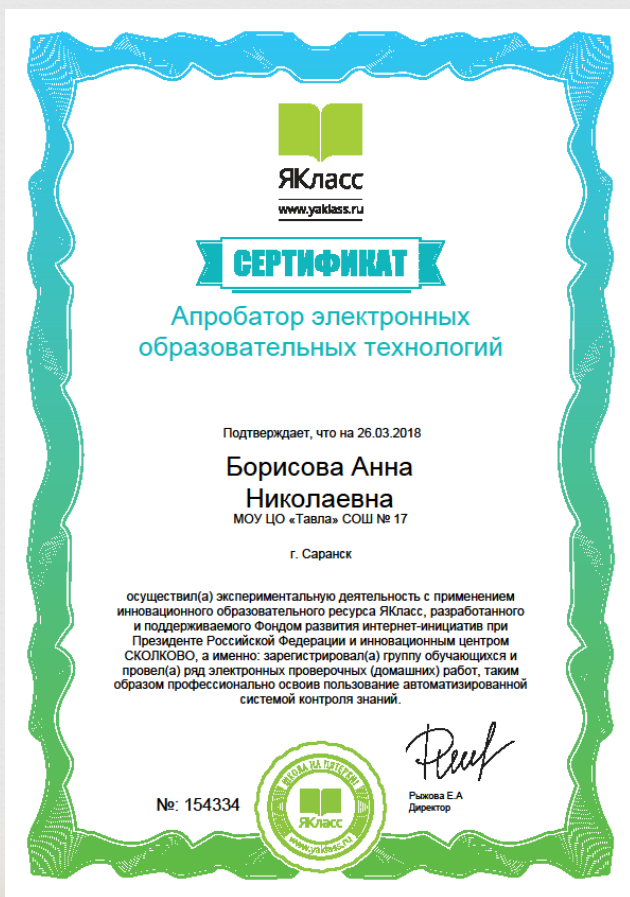 ЯКласс
www.yaklass.ru
СЕРТИФИКАТ
Апробатор электронных
образовательных технологий
Подтверждает, что на 26.03.2018
Борисова Анна
Николаевна
МОУ ЦО «Тавла» СОШ № 17
г. Саранск
осуществил(а) экспериментальную деятельность с применением
инновационного образовательного ресурса ЯКласс, разработанного
и поддерживаемого Фондом развития интернет-инициатив при
Президенте Российской Федерации и инновационным центром
СКОЛКОВО, а именно: зарегистрировал(а) группу обучающихся и
провел(а) ряд электронных проверочных (домашних) работ, таким
образом профессионально освоив пользование автоматизированной
системой контроля знаний.
№: 154334
ШКОЛА НА ПЯТЕРКУ!
ЯКласс
www.yaklass.ru
Рыжова Е.А
Директор